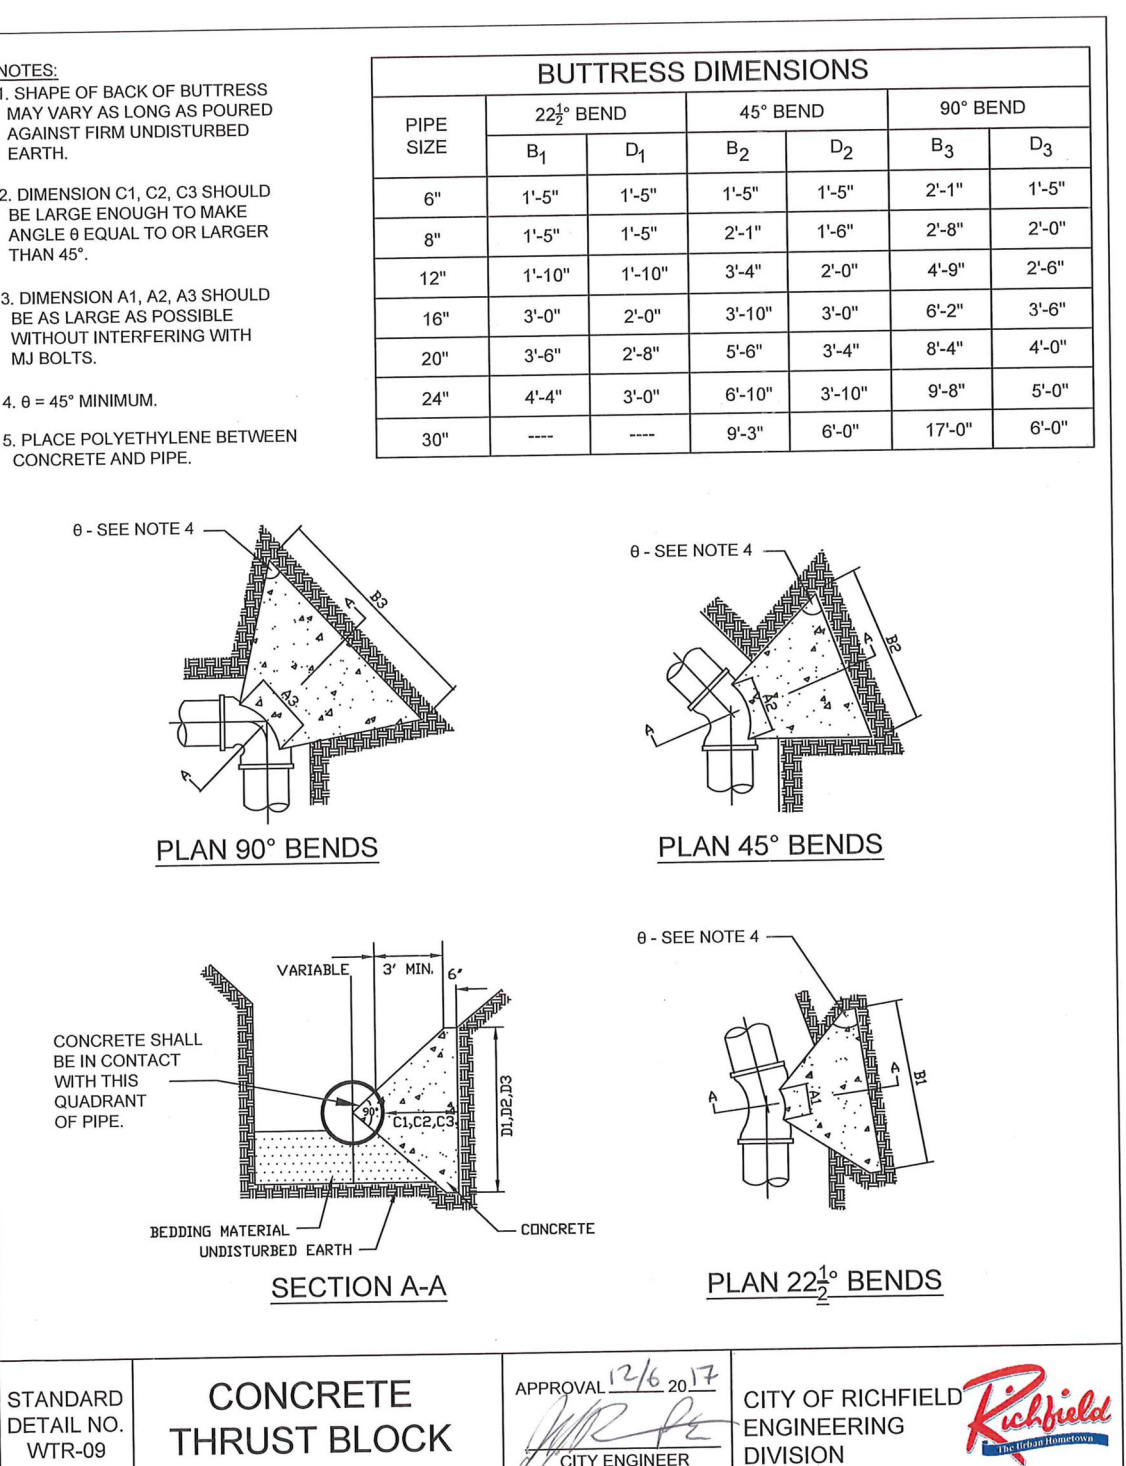 NOTES:
1. SHAPE OF BACK OF BUTTRESS
MAY VARY AS LONG AS POURED
AGAINST FIRM UNDISTURBED
EARTH.
2. DIMENSION C1, C2, C3 SHOULD
BE LARGE ENOUGH TO MAKE
ANGLE θ EQUAL TO OR LARGER
THAN 45°.
3. DIMENSION A1, A2, A3 SHOULD
BE AS LARGE AS POSSIBLE
WITHOUT INTERFERING WITH
MJ BOLTS.
4. θ = 45° MINIMUM.
5. PLACE POLYETHYLENE BETWEEN
CONCRETE AND PIPE.
BUTTRESS DIMENSIONS
PIPE SIZE 22½° BEND 45° BEND 90° BEND
B1 D1 B2 D2 B3 D3
6" 1'-5" 1'-5" 1'-5" 1'-5" 2'-1" 1'-5"
8" 1'-5" 1'-5" 2'-1" 1'-6" 2'-8" 2'-0"
12" 1'-10" 1'-10" 3'-4" 2'-0" 4'-9" 2'-6"
16" 3'-0" 2'-0" 3'-10" 3'-0" 6'-2" 3'-6"
20" 3'-6" 2'-8" 5'-6" 3'-4" 8'-4" 4'-0"
24" 4'-4" 3'-0" 6'-10" 3'-10" 9'-8" 5'-0"
30" ---- ---- 9'-3" 6'-0" 17'-0" 6'-0"
θ - SEE NOTE 4
B3
A
A3
A
PLAN 90° BENDS
θ - SEE NOTE 4
B2
A
A2
A
PLAN 45° BENDS
VARIABLE
3' MIN.
6"
CONCRETE SHALL
BE IN CONTACT
WITH THIS
QUADRANT
OF PIPE.
90°
C1,C2,C3
D1,D2,D3
BEDDING MATERIAL
UNDISTURBED EARTH
CONCRETE
SECTION A-A
θ - SEE NOTE 4
B1
A
A1
A
PLAN 22½° BENDS
STANDARD
DETAIL NO.
WTR-09
CONCRETE
THRUST BLOCK
APPROVAL 12/6 2017
CITY ENGINEER
CITY OF RICHFIELD
ENGINEERING
DIVISION
Richfield
The Urban Hometown